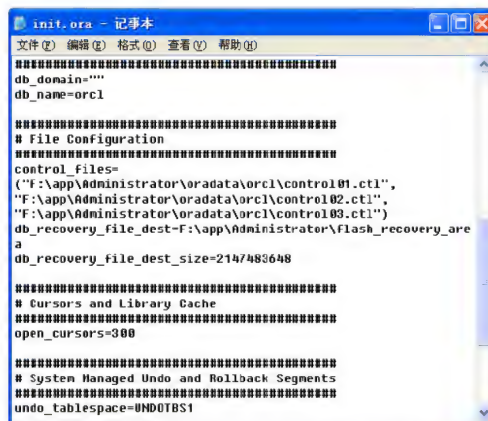 init.ora - 记事本
文件(F) 编辑(E) 格式(O) 查看(V) 帮助(H)
###########################################
db_domain=""
db_name=orcl
###########################################
# File Configuration
###########################################
control_files=
("F:\app\Administrator\oradata\orcl\control01.ctl",
"F:\app\Administrator\oradata\orcl\control02.ctl",
"F:\app\Administrator\oradata\orcl\control03.ctl")
db_recovery_file_dest=F:\app\Administrator\flash_recovery_are
a
db_recovery_file_dest_size=2147483648
###########################################
# Cursors and Library Cache
###########################################
open_cursors=300
###########################################
# System Managed Undo and Rollback Segments
###########################################
undo_tablespace=UNDOTBS1